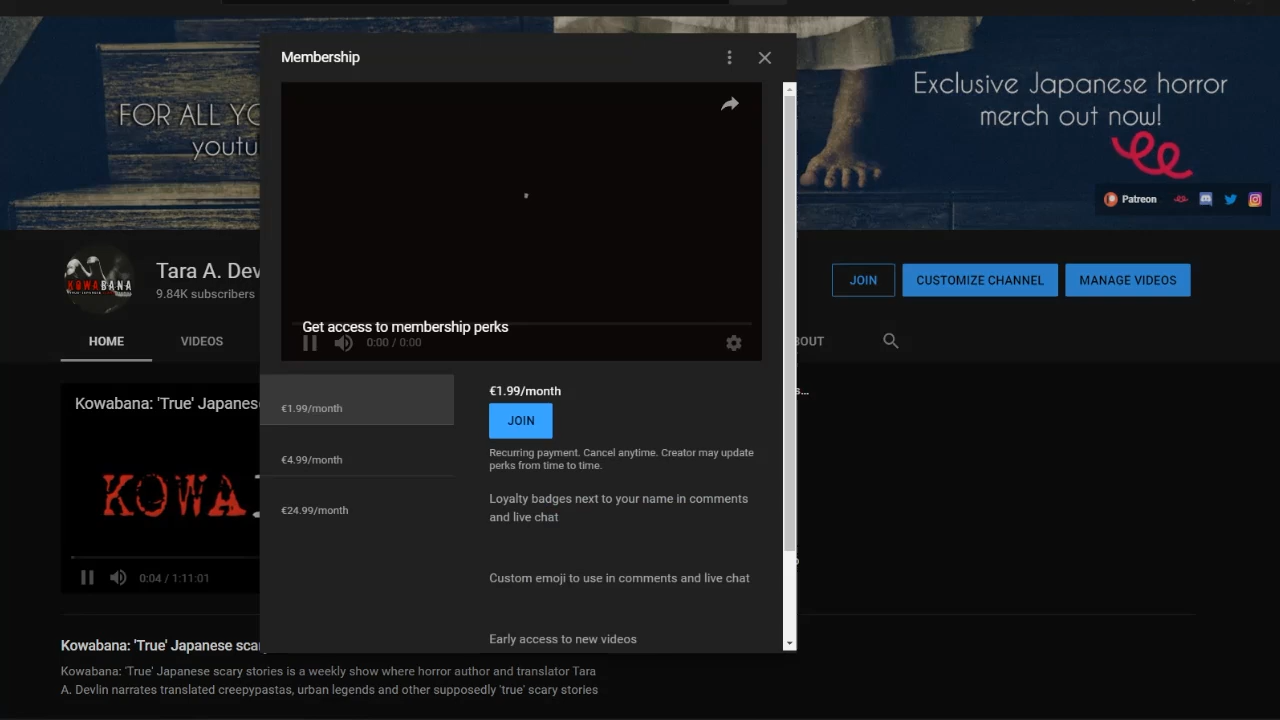 Membership
FOR ALL YO
youtu
Exclusive Japanese horror
merch out now!
Patreon
KOWABANA
Tara A. Dev
9.84K subscribers
JOIN
CUSTOMIZE CHANNEL
MANAGE VIDEOS
Get access to membership perks
0:00 / 0:00
HOME
VIDEOS
BOUT
Kowabana: 'True' Japanese
€1.99/month
€1.99/month
JOIN
Recurring payment. Cancel anytime. Creator may update
perks from time to time.
€4.99/month
€24.99/month
Loyalty badges next to your name in comments
and live chat
Custom emoji to use in comments and live chat
Early access to new videos
s...
KOWA
0:04 / 1:11:01
Kowabana: 'True' Japanese sca
Kowabana: 'True' Japanese scary stories is a weekly show where horror author and translator Tara
A. Devlin narrates translated creepypastas, urban legends and other supposedly 'true' scary stories